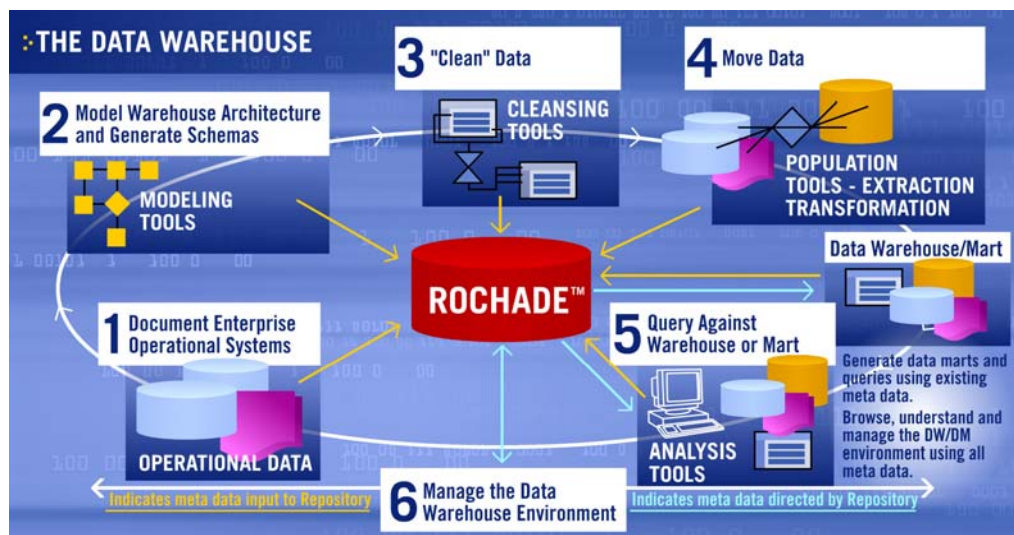 :·THE DATA WAREHOUSE
3 "Clean" Data
CLEANSING
TOOLS
4 Move Data
POPULATION
TOOLS - EXTRACTION
TRANSFORMATION
2 Model Warehouse Architecture
and Generate Schemas
MODELING
TOOLS
ROCHADE™
Data Warehouse/Mart
1 Document Enterprise
Operational Systems
OPERATIONAL DATA
5 Query Against
Warehouse or Mart
ANALYSIS
TOOLS
Generate data marts and
queries using existing
meta data.
Browse, understand and
manage the DW/DM
environment using all
meta data.
Indicates meta data input to Repository
6 Manage the Data
Warehouse Environment
Indicates meta data directed by Repository